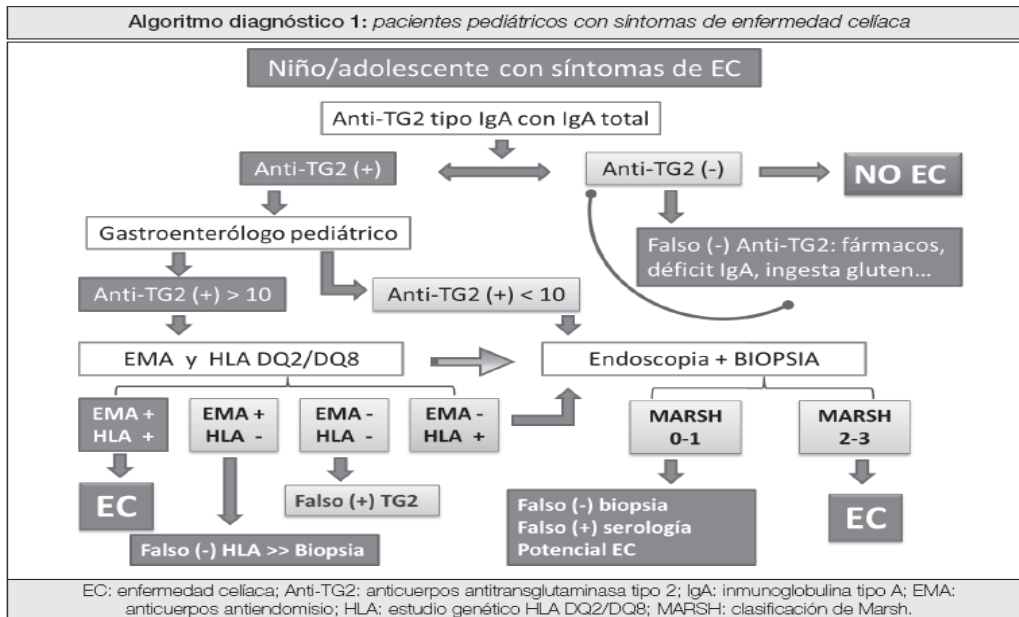 Algoritmo diagnóstico 1: pacientes pediátricos con síntomas de enfermedad celíaca
Niño/adolescente con síntomas de EC
Anti-TG2 tipo IgA con IgA total
Anti-TG2 (+)
Anti-TG2 (-)
NO EC
Gastroenterólogo pediátrico
Falso (-) Anti-TG2: fármacos,
déficit IgA, ingesta gluten...
Anti-TG2 (+) > 10
Anti-TG2 (+) < 10
EMA y HLA DQ2/DQ8
Endoscopia + BIOPSIA
EMA +
HLA +
EMA +
HLA -
EMA -
HLA -
EMA -
HLA +
MARSH
0-1
MARSH
2-3
EC
Falso (+) TG2
Falso (-) HLA >> Biopsia
Falso (-) biopsia
Falso (+) serología
Potencial EC
EC
EC: enfermedad celíaca; Anti-TG2: anticuerpos antitransglutaminasa tipo 2; IgA: inmunoglobulina tipo A; EMA:
anticuerpos antiendomisio; HLA: estudio genético HLA DQ2/DQ8; MARSH: clasificación de Marsh.